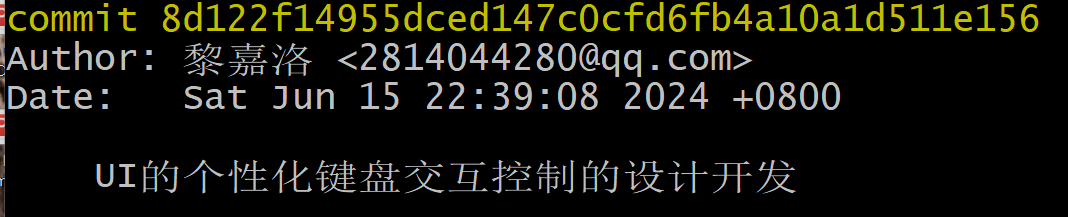 commit 8d122f14955dced147c0cfd6fb4a10a1d511e156
Author: 黎嘉洛 <2814044280@qq.com>
Date:   Sat Jun 15 22:39:08 2024 +0800
UI的个性化键盘交互控制的设计开发